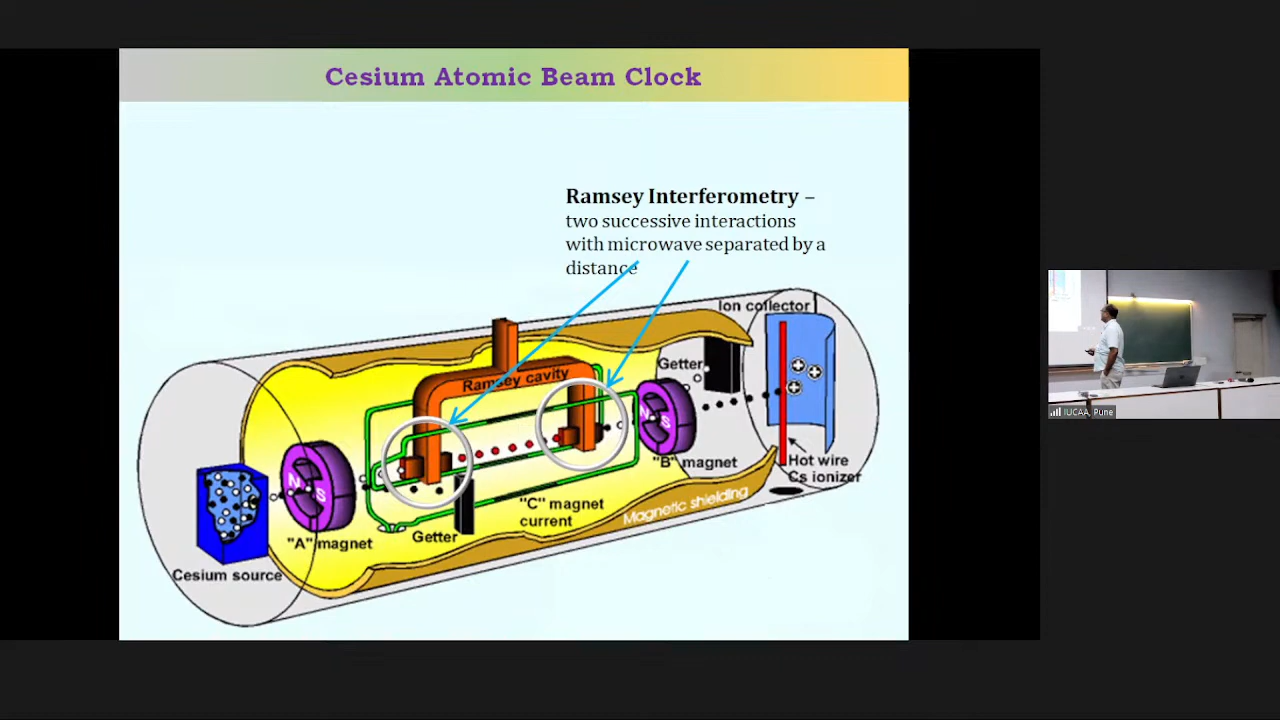 Cesium Atomic Beam Clock
Ramsey Interferometry –
two successive interactions
with microwave separated by a
distance
Ion collector
Getter
Ramsey cavity
N S
N S
"B" magnet
Hot wire
Cs ionizer
"C" magnet
current
Magnetic shielding
Getter
"A" magnet
Cesium source
IUCAA, Pune